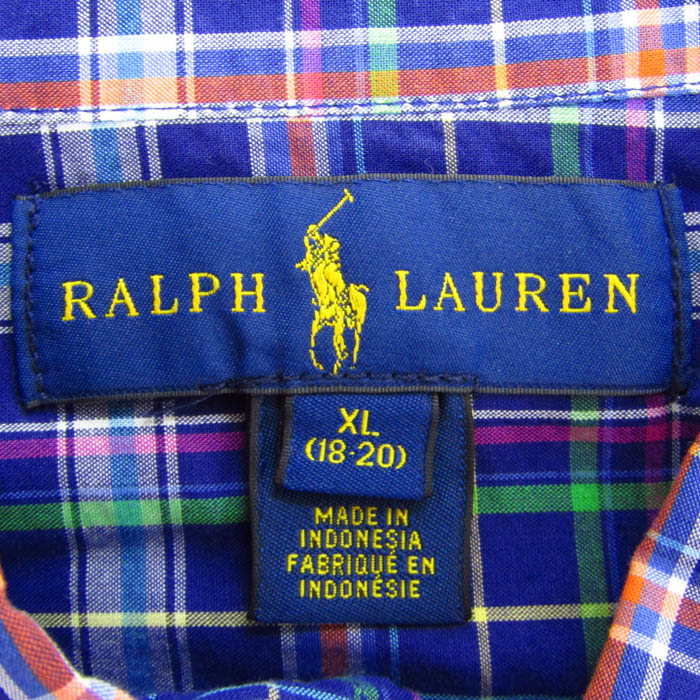 RALPH LAUREN
XL
(18-20)
MADE IN
INDONESIA
FABRIQUÉ EN
INDONÉSIE